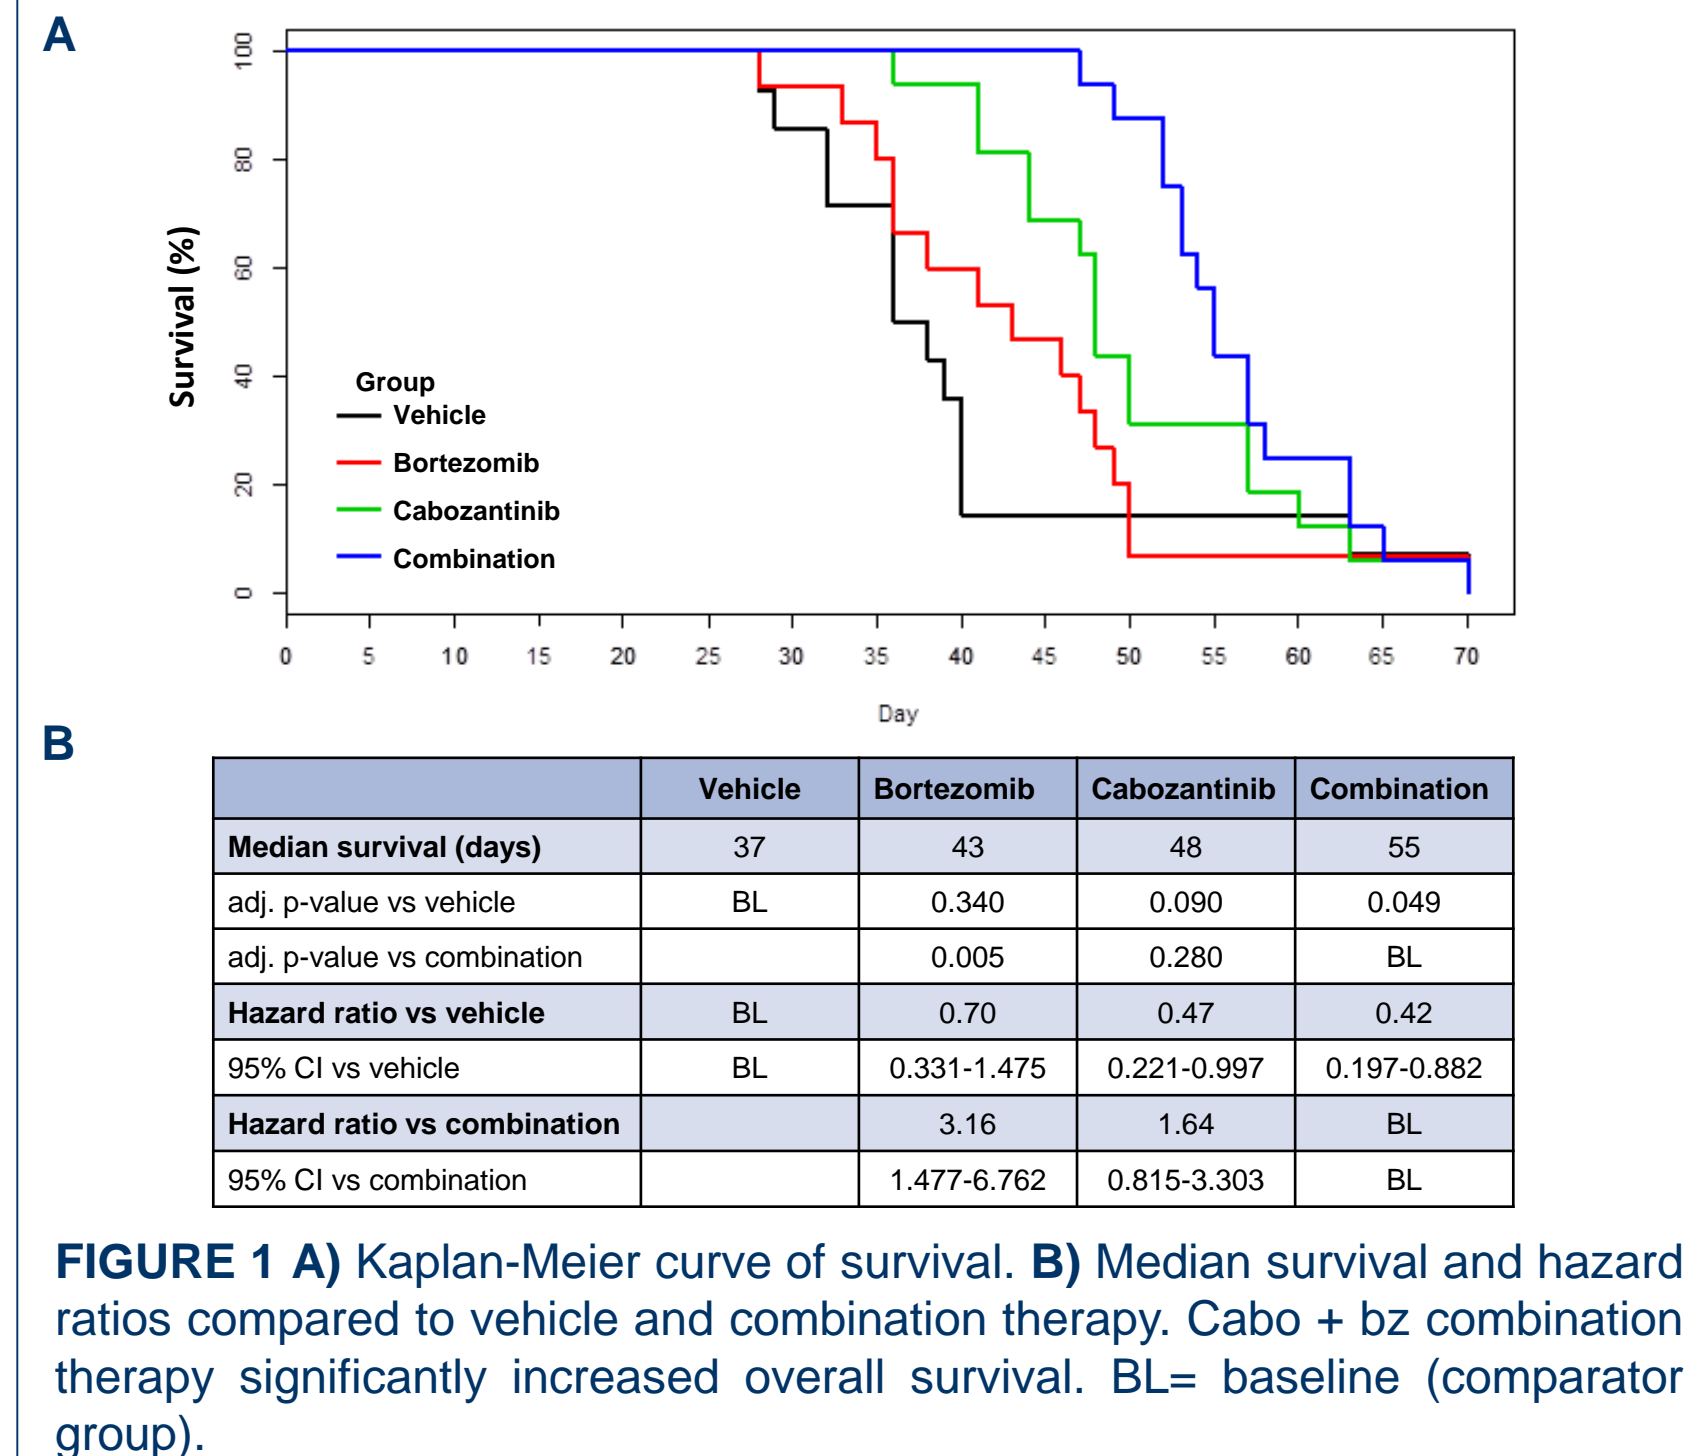 A
100
80
60
40
20
0
Survival (%)
Group
Vehicle
Bortezomib
Cabozantinib
Combination
0 5 10 15 20 25 30 35 40 45 50 55 60 65 70
Day
B
Vehicle Bortezomib Cabozantinib Combination
Median survival (days) 37 43 48 55
adj. p-value vs vehicle BL 0.340 0.090 0.049
adj. p-value vs combination 0.005 0.280 BL
Hazard ratio vs vehicle BL 0.70 0.47 0.42
95% CI vs vehicle BL 0.331-1.475 0.221-0.997 0.197-0.882
Hazard ratio vs combination 3.16 1.64 BL
95% CI vs combination 1.477-6.762 0.815-3.303 BL
FIGURE 1 A) Kaplan-Meier curve of survival. B) Median survival and hazard
ratios compared to vehicle and combination therapy. Cabo + bz combination
therapy significantly increased overall survival. BL= baseline (comparator
group).